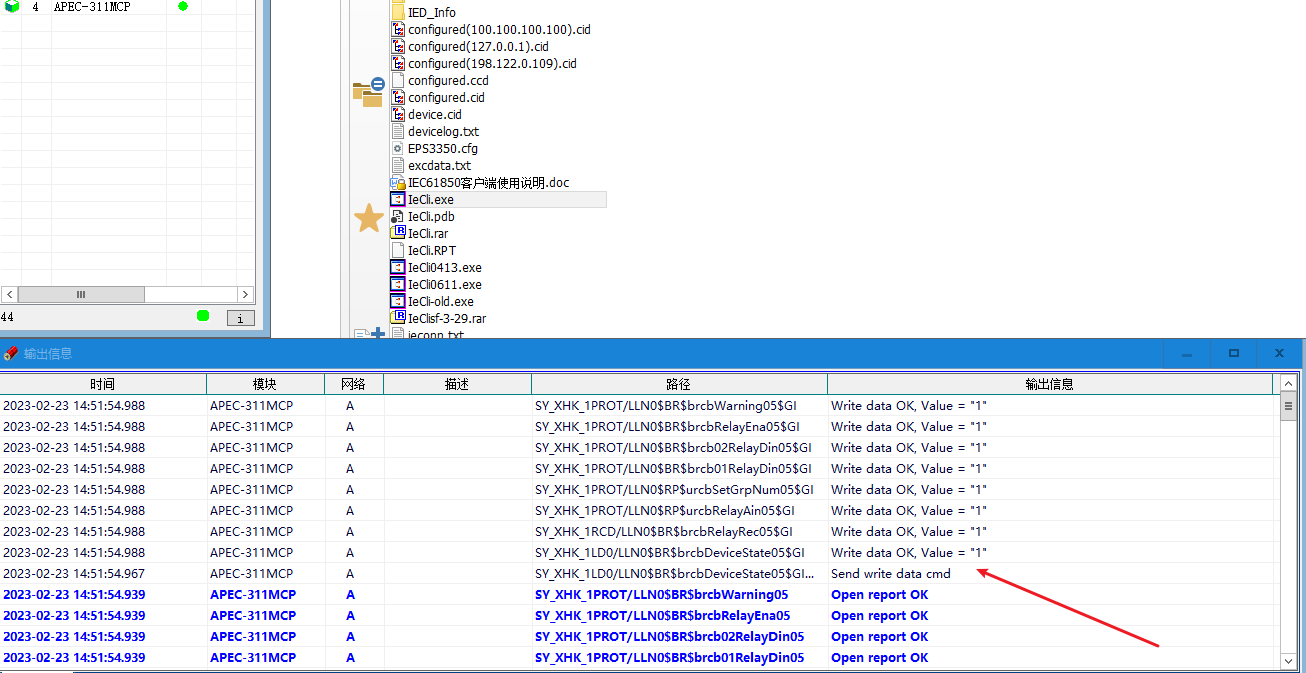 4 APEC-311MCP
IED_Info
configured(100.100.100.100).cid
configured(127.0.0.1).cid
configured(198.122.0.109).cid
configured.ccd
configured.cid
device.cid
devicelog.txt
EPS3350.cfg
excdata.txt
IEC61850客户端使用说明.doc
IeCli.exe
IeCli.pdb
IeCli.rar
IeCli.RPT
IeCli0413.exe
IeCli0611.exe
IeCli-old.exe
IeClisf-3-29.rar
ieconn.txt
44
i
输出信息
时间 模块 网络 描述 路径 输出信息
2023-02-23 14:51:54.988 APEC-311MCP A SY_XHK_1PROT/LLN0$BR$brcbWarning05$GI Write data OK, Value = "1"
2023-02-23 14:51:54.988 APEC-311MCP A SY_XHK_1PROT/LLN0$BR$brcbRelayEna05$GI Write data OK, Value = "1"
2023-02-23 14:51:54.988 APEC-311MCP A SY_XHK_1PROT/LLN0$BR$brcb02RelayDin05$GI Write data OK, Value = "1"
2023-02-23 14:51:54.988 APEC-311MCP A SY_XHK_1PROT/LLN0$BR$brcb01RelayDin05$GI Write data OK, Value = "1"
2023-02-23 14:51:54.988 APEC-311MCP A SY_XHK_1PROT/LLN0$RP$urcbSetGrpNum05$GI Write data OK, Value = "1"
2023-02-23 14:51:54.988 APEC-311MCP A SY_XHK_1PROT/LLN0$RP$urcbRelayAin05$GI Write data OK, Value = "1"
2023-02-23 14:51:54.988 APEC-311MCP A SY_XHK_1RCD/LLN0$BR$brcbRelayRec05$GI Write data OK, Value = "1"
2023-02-23 14:51:54.988 APEC-311MCP A SY_XHK_1LD0/LLN0$BR$brcbDeviceState05$GI Write data OK, Value = "1"
2023-02-23 14:51:54.967 APEC-311MCP A SY_XHK_1LD0/LLN0$BR$brcbDeviceState05$GI... Send write data cmd
2023-02-23 14:51:54.939 APEC-311MCP A SY_XHK_1PROT/LLN0$BR$brcbWarning05 Open report OK
2023-02-23 14:51:54.939 APEC-311MCP A SY_XHK_1PROT/LLN0$BR$brcbRelayEna05 Open report OK
2023-02-23 14:51:54.939 APEC-311MCP A SY_XHK_1PROT/LLN0$BR$brcb02RelayDin05 Open report OK
2023-02-23 14:51:54.939 APEC-311MCP A SY_XHK_1PROT/LLN0$BR$brcb01RelayDin05 Open report OK